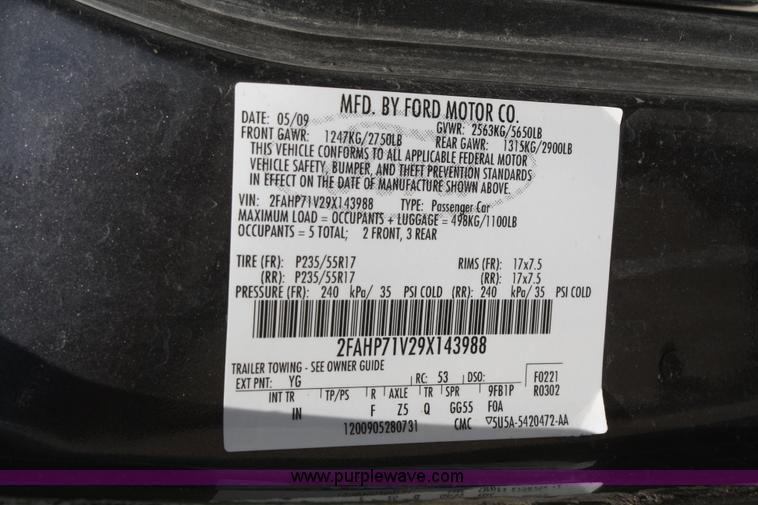 MFD. BY FORD MOTOR CO.
DATE: 05/09 GVWR: 2563KG/5650LB
FRONT GAWR: 1247KG/2750LB REAR GAWR: 1315KG/2900LB
THIS VEHICLE CONFORMS TO ALL APPLICABLE FEDERAL MOTOR
VEHICLE SAFETY, BUMPER, AND THEFT PREVENTION STANDARDS
IN EFFECT ON THE DATE OF MANUFACTURE SHOWN ABOVE.
VIN: 2FAHP71V29X143988 TYPE: Passenger Car
MAXIMUM LOAD = OCCUPANTS + LUGGAGE = 498KG/1100LB
OCCUPANTS = 5 TOTAL; 2 FRONT, 3 REAR
TIRE (FR): P235/55R17 RIMS (FR): 17x7.5
(RR): P235/55R17 (RR): 17x7.5
PRESSURE (FR): 240 kPa/ 35 PSI COLD (RR): 240 kPa/ 35 PSI COLD
2FAHP71V29X143988
TRAILER TOWING - SEE OWNER GUIDE
EXT PNT: YG RC: 53 DSO: F0221
INT TR TP/PS R AXLE TR SPR 9FB1P R0302
IN F Z5 Q GG55 F0A
1200905280731 CMC ▽5U5A-5420472-AA
www.purplewave.com